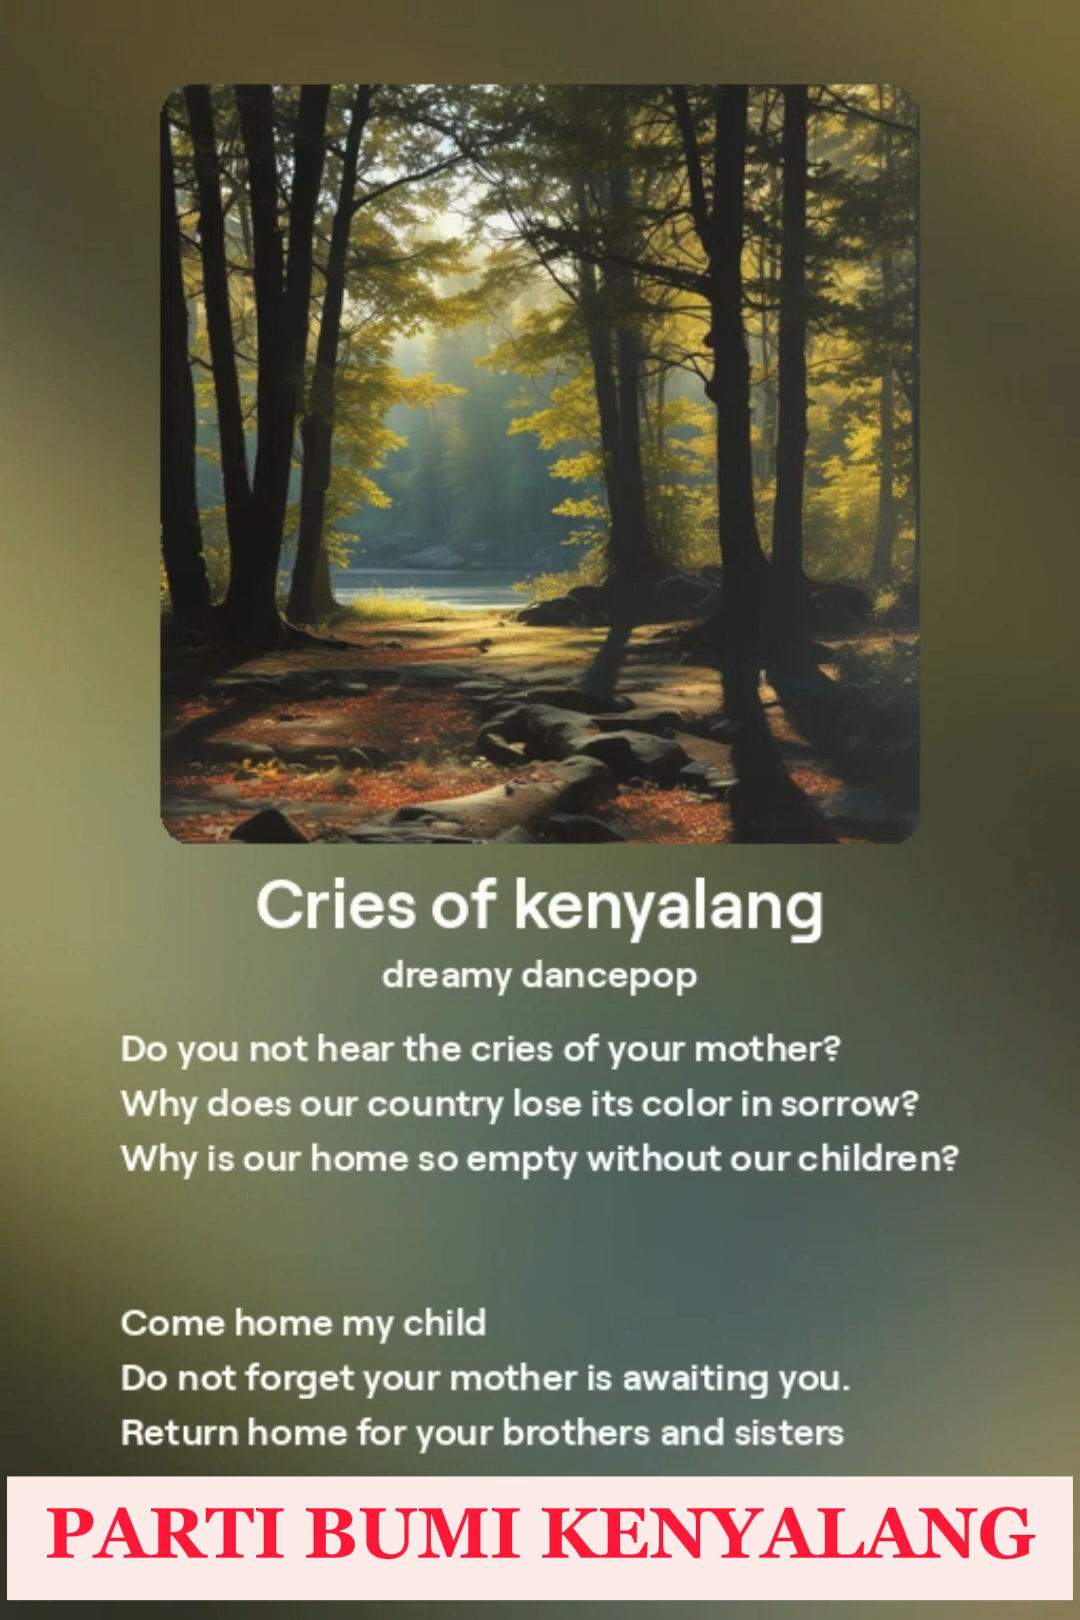 Cries of kenyalang
dreamy dancepop
Do you not hear the cries of your mother?
Why does our country lose its color in sorrow?
Why is our home so empty without our children?
Come home my child
Do not forget your mother is awaiting you.
Return home for your brothers and sisters
PARTI BUMI KENYALANG